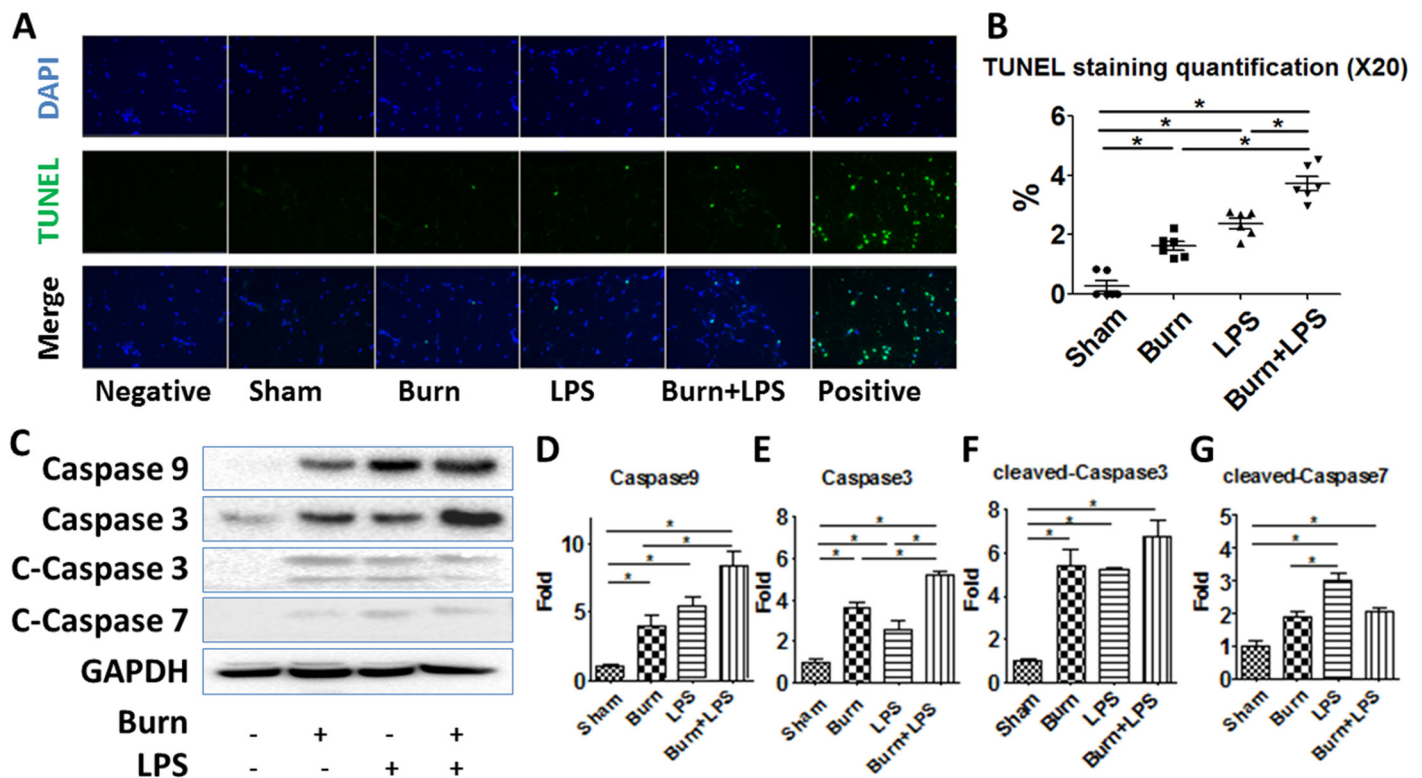 A
DAPI
TUNEL
Merge
Negative Sham Burn LPS Burn+LPS Positive
B
TUNEL staining quantification (X20)
%
6
4
2
0
* * * * *
Sham Burn LPS Burn+LPS
C
Caspase 9
Caspase 3
C-Caspase 3
C-Caspase 7
GAPDH
Burn - + - +
LPS - - + +
D
Caspase9
Fold
10
5
0
* * * *
Sham Burn LPS Burn+LPS
E
Caspase3
Fold
8
6
4
2
0
* * * * *
Sham Burn LPS Burn+LPS
F
cleaved-Caspase3
Fold
8
6
4
2
0
* * *
Sham Burn LPS Burn+LPS
G
cleaved-Caspase7
Fold
5
4
3
2
1
0
* * *
Sham Burn LPS Burn+LPS